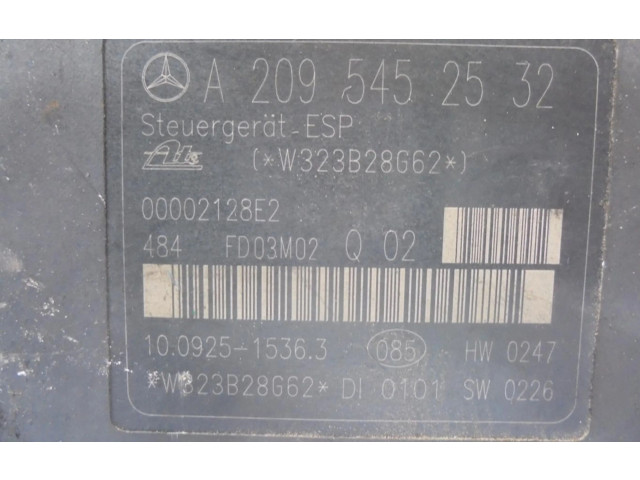 A 209 545 25 32
Steuergerät-ESP
Ate (*W323B28G62*)
00002128E2
484 FD03M02 Q 02
10.0925-1536.3 085 HW 0247
*W323B28G62* DI 0101 SW 0226